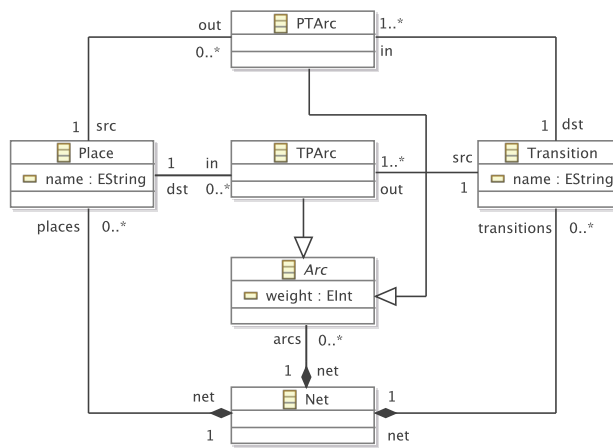 PTArc
out
1..*
0..*
in
1
src
1
dst
Place
name : EString
TPArc
Transition
name : EString
1
in
dst
0..*
1..*
src
out
1
places
0..*
transitions
0..*
Arc
weight : EInt
arcs
0..*
1
net
net
1
Net
1
net